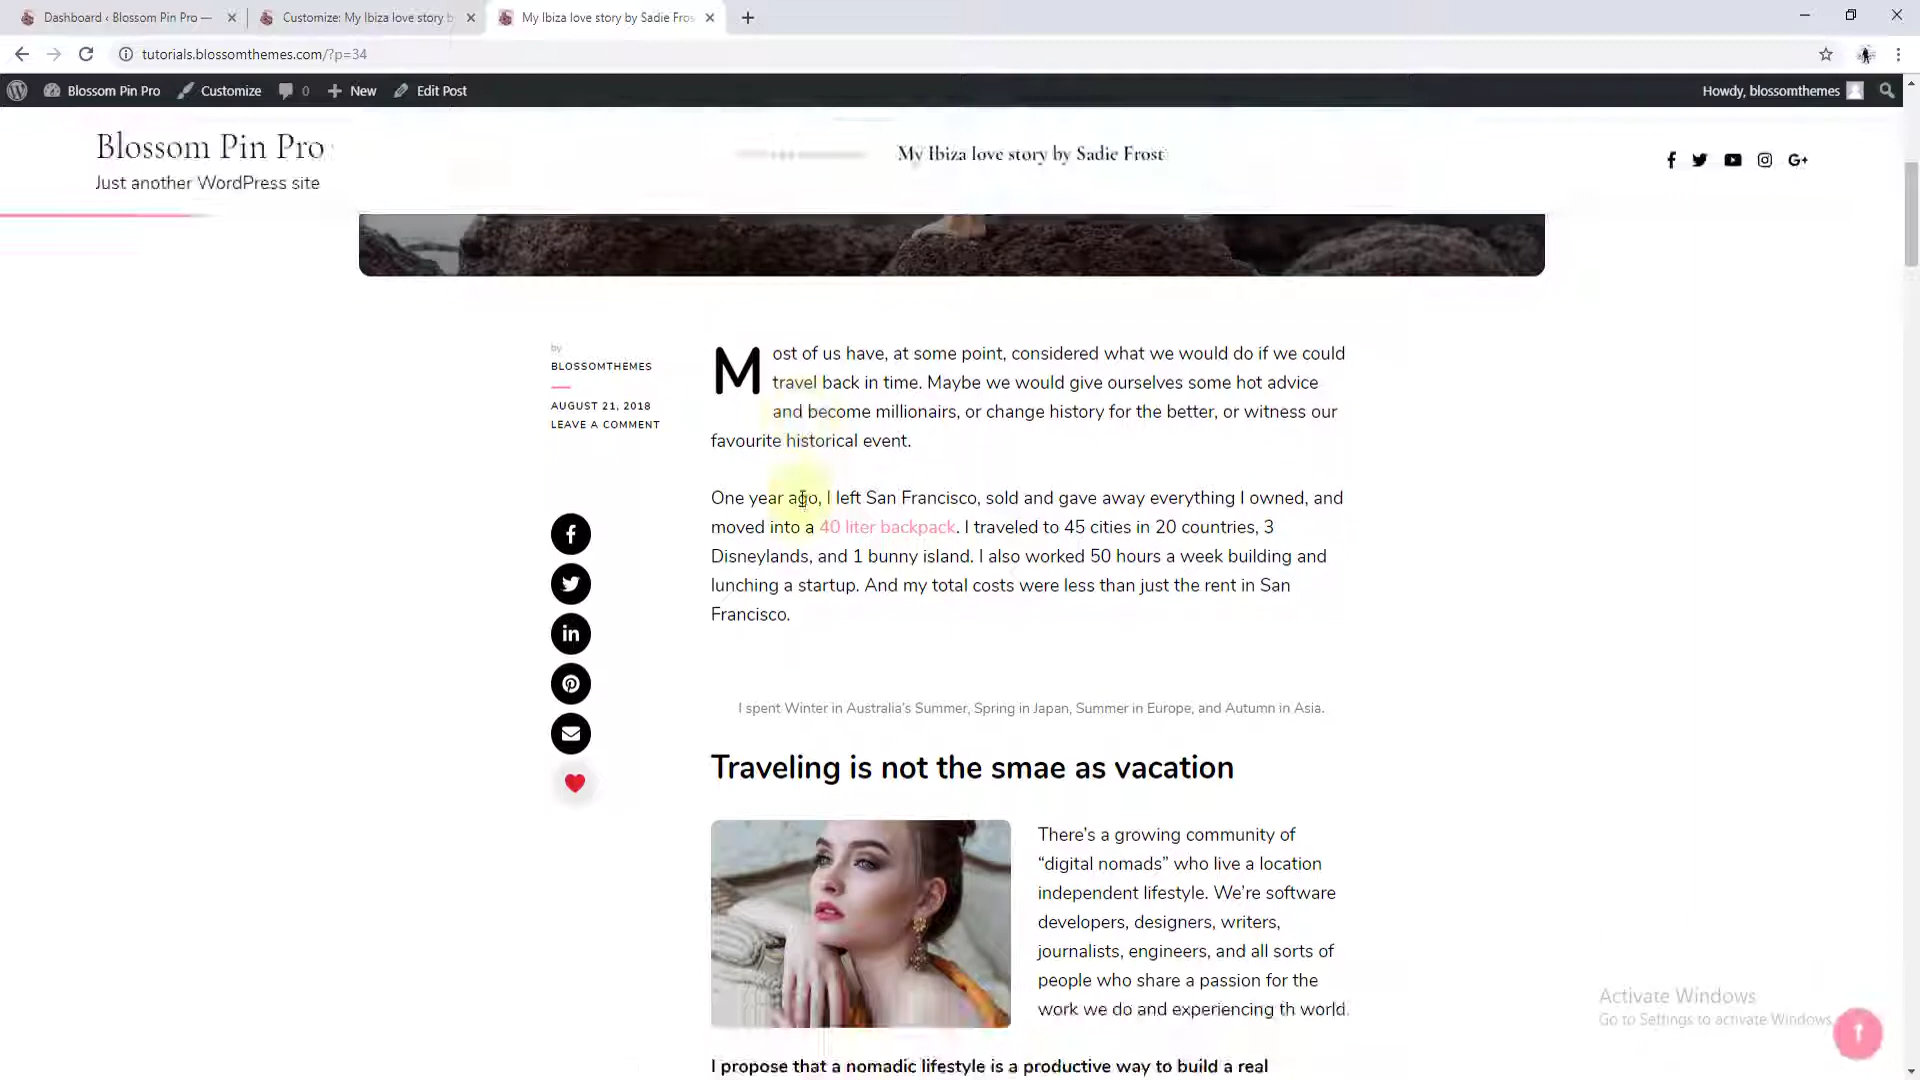 Dashboard ‹ Blossom Pin Pro —
Customize: My Ibiza love story b
My Ibiza love story by Sadie Fros
tutorials.blossomthemes.com/?p=34
Blossom Pin Pro
Customize
0
New
Edit Post
Howdy, blossomthemes
Blossom Pin Pro
Just another WordPress site
My Ibiza love story by Sadie Frost
by
BLOSSOMTHEMES
AUGUST 21, 2018
LEAVE A COMMENT
Most of us have, at some point, considered what we would do if we could
travel back in time. Maybe we would give ourselves some hot advice
and become millionairs, or change history for the better, or witness our
favourite historical event.
One year ago, I left San Francisco, sold and gave away everything I owned, and
moved into a 40 liter backpack. I traveled to 45 cities in 20 countries, 3
Disneylands, and 1 bunny island. I also worked 50 hours a week building and
lunching a startup. And my total costs were less than just the rent in San
Francisco.
I spent Winter in Australia's Summer, Spring in Japan, Summer in Europe, and Autumn in Asia.
Traveling is not the smae as vacation
There's a growing community of
“digital nomads” who live a location
independent lifestyle. We're software
developers, designers, writers,
journalists, engineers, and all sorts of
people who share a passion for the
work we do and experiencing th world.
I propose that a nomadic lifestyle is a productive way to build a real
Activate Windows
Go to Settings to activate Windows.